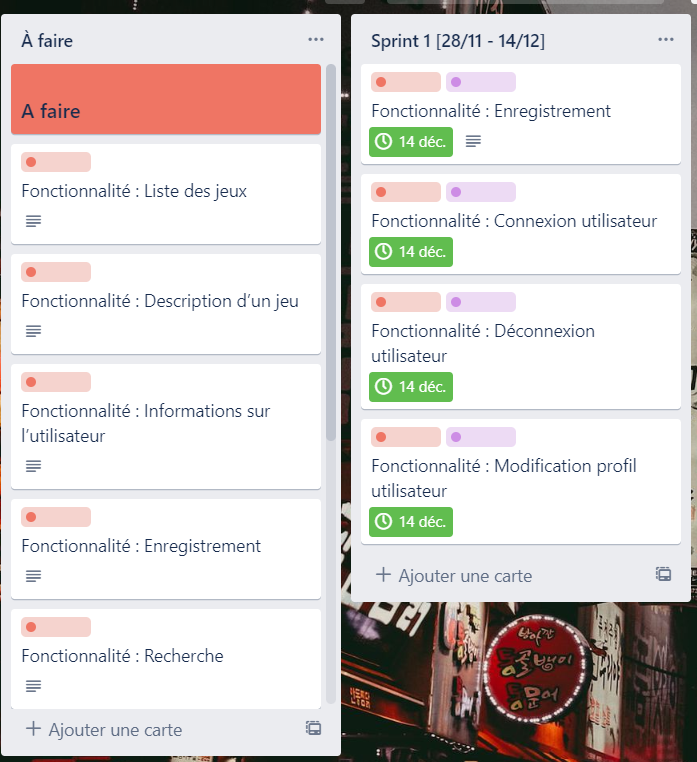 À faire
A faire
Fonctionnalité : Liste des jeux
Fonctionnalité : Description d'un jeu
Fonctionnalité : Informations sur
l'utilisateur
Fonctionnalité : Enregistrement
Fonctionnalité : Recherche
Ajouter une carte
Sprint 1 [28/11 - 14/12]
Fonctionnalité : Enregistrement
14 déc.
Fonctionnalité : Connexion utilisateur
14 déc.
Fonctionnalité : Déconnexion
utilisateur
14 déc.
Fonctionnalité : Modification profil
utilisateur
14 déc.
Ajouter une carte